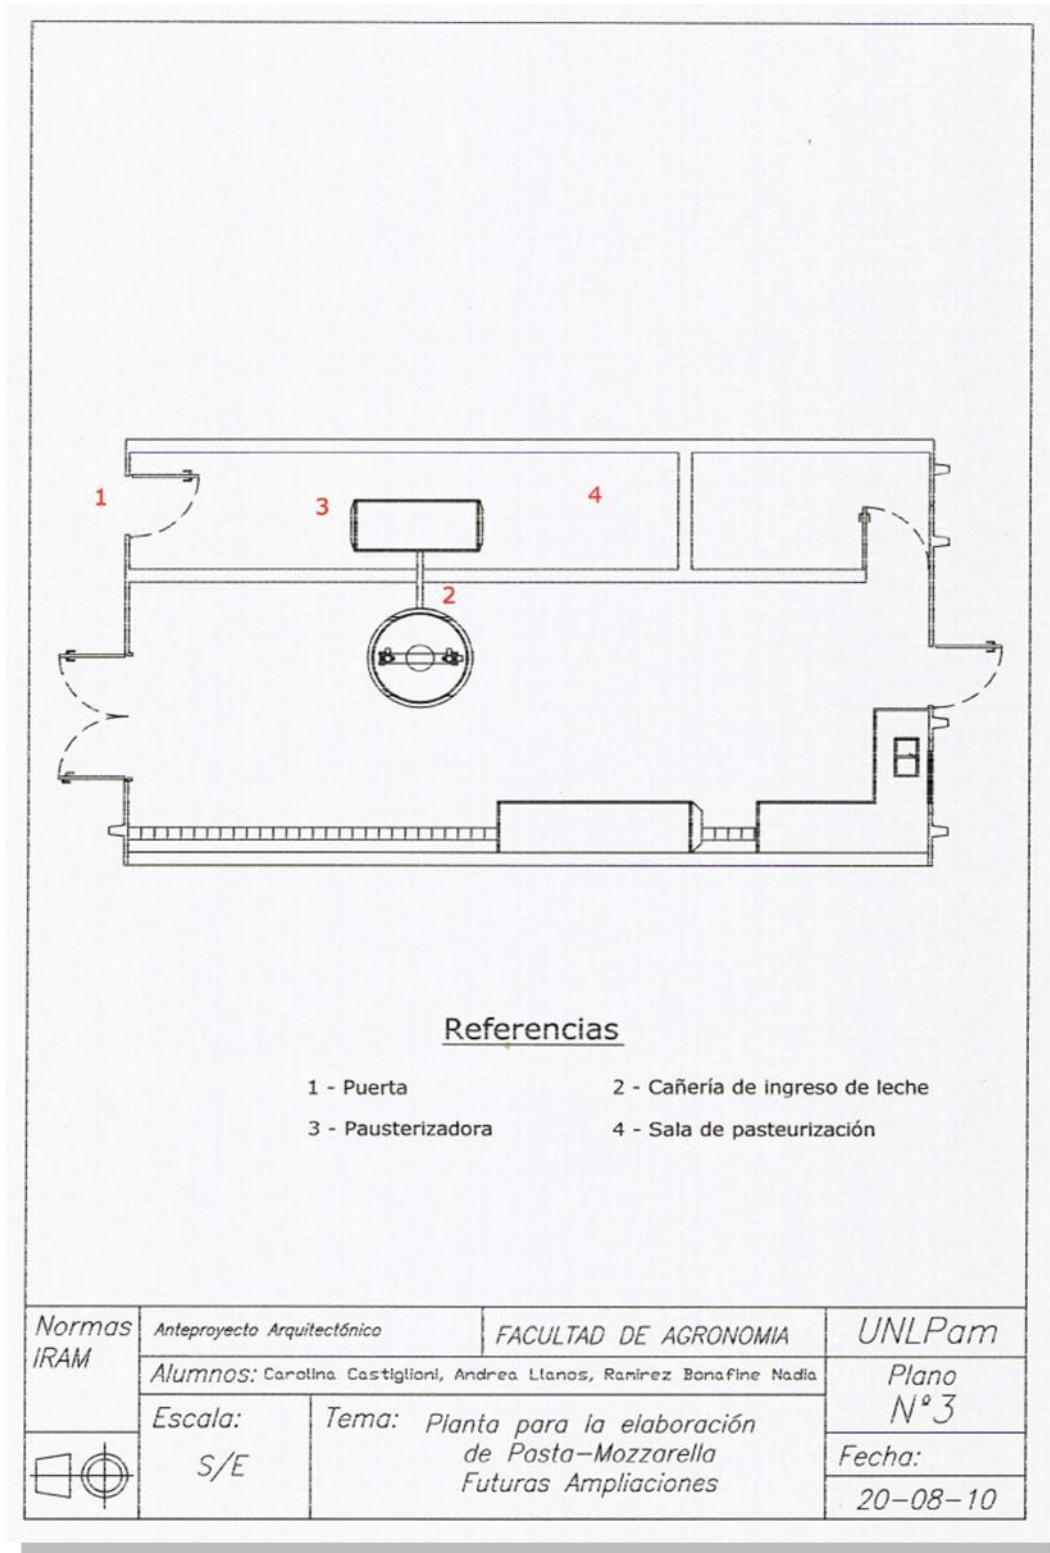 1
3
4
2
Referencias
1 - Puerta
2 - Cañería de ingreso de leche
3 - Pausterizadora
4 - Sala de pasteurización
Normas
IRAM
Anteproyecto Arquitectónico
FACULTAD DE AGRONOMIA
UNLPam
Alumnos: Carolina Castiglioni, Andrea Llanos, Ramirez Bonafine Nadia
Plano
N°3
Escala:
S/E
Tema: Planta para la elaboración
de Pasta-Mozzarella
Futuras Ampliaciones
Fecha:
20-08-10